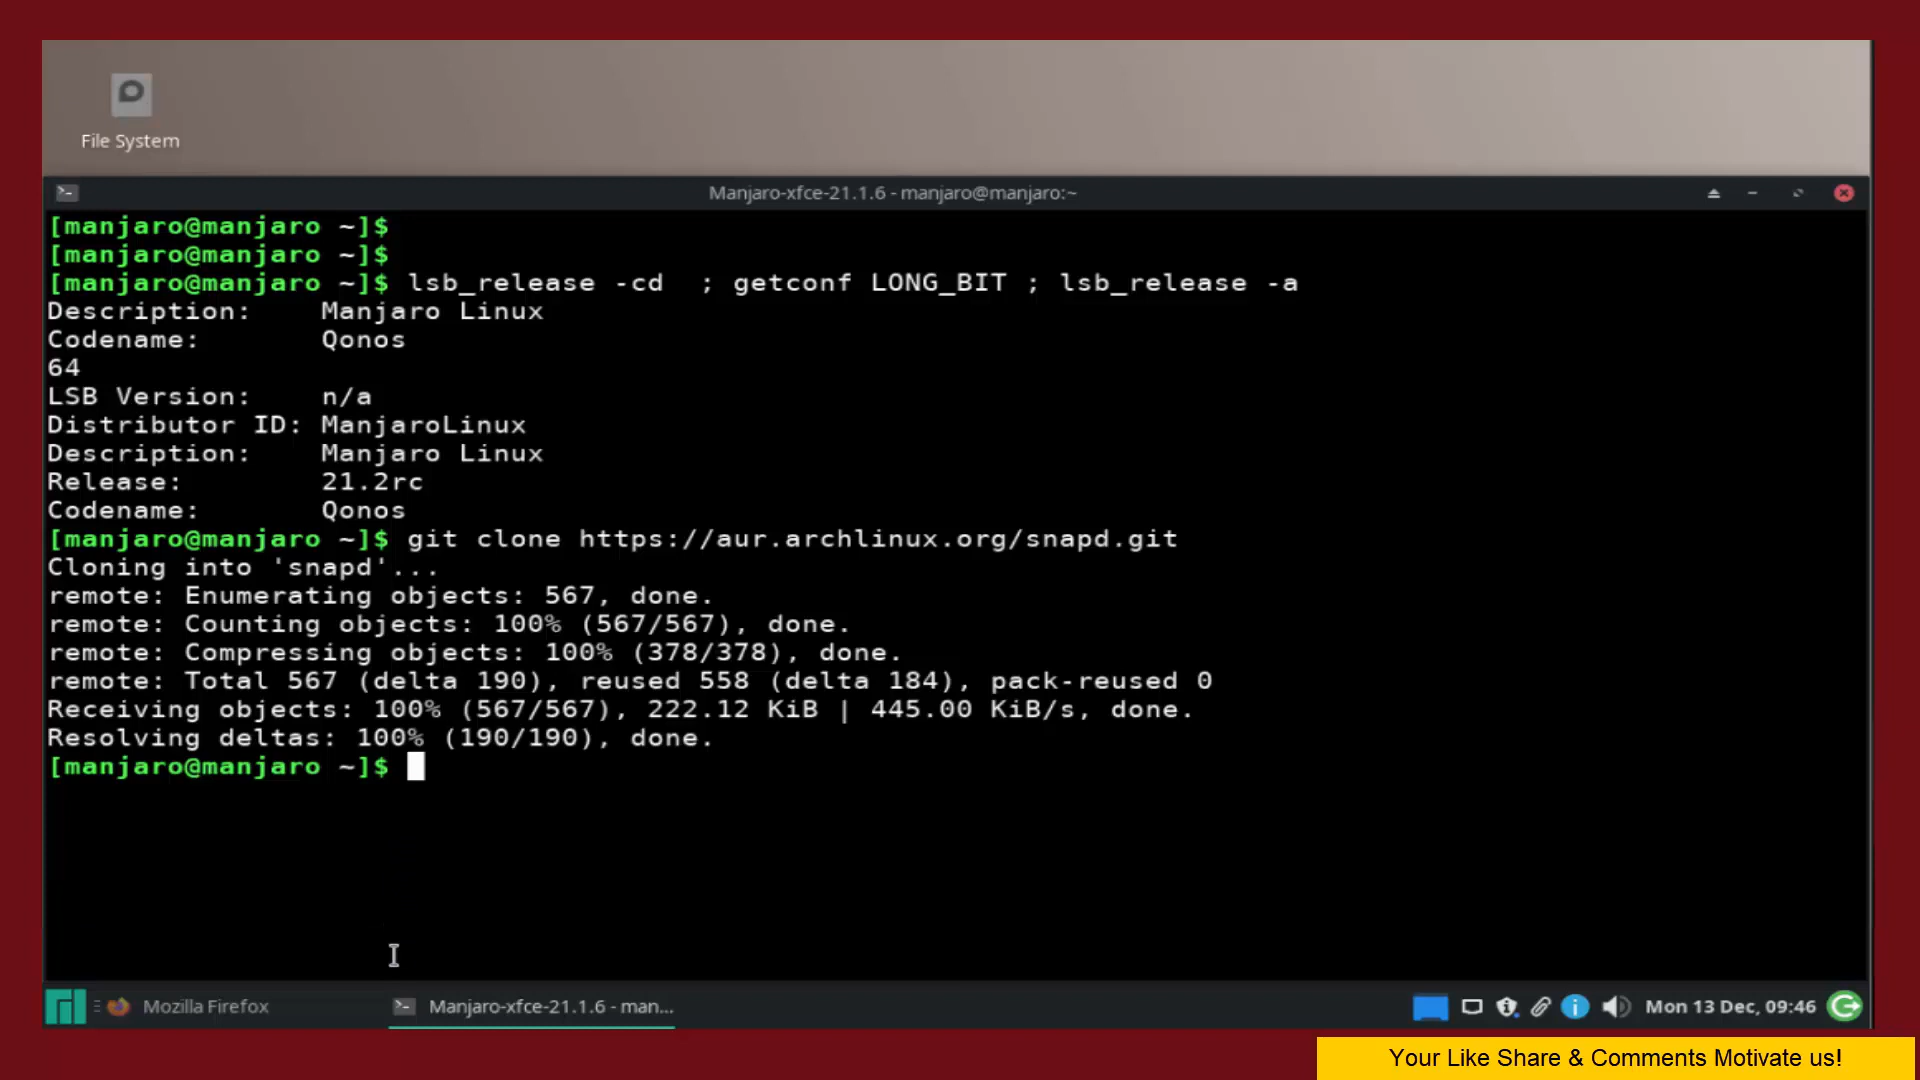 File System
Manjaro-xfce-21.1.6 - manjaro@manjaro:~
[manjaro@manjaro ~]$
[manjaro@manjaro ~]$
[manjaro@manjaro ~]$ lsb_release -cd  ; getconf LONG_BIT ; lsb_release -a
Description:    Manjaro Linux
Codename:       Qonos
64
LSB Version:    n/a
Distributor ID: ManjaroLinux
Description:    Manjaro Linux
Release:        21.2rc
Codename:       Qonos
[manjaro@manjaro ~]$ git clone https://aur.archlinux.org/snapd.git
Cloning into 'snapd'...
remote: Enumerating objects: 567, done.
remote: Counting objects: 100% (567/567), done.
remote: Compressing objects: 100% (378/378), done.
remote: Total 567 (delta 190), reused 558 (delta 184), pack-reused 0
Receiving objects: 100% (567/567), 222.12 KiB | 445.00 KiB/s, done.
Resolving deltas: 100% (190/190), done.
[manjaro@manjaro ~]$
Mozilla Firefox
Manjaro-xfce-21.1.6 - man...
Mon 13 Dec, 09:46
Your Like Share & Comments Motivate us!